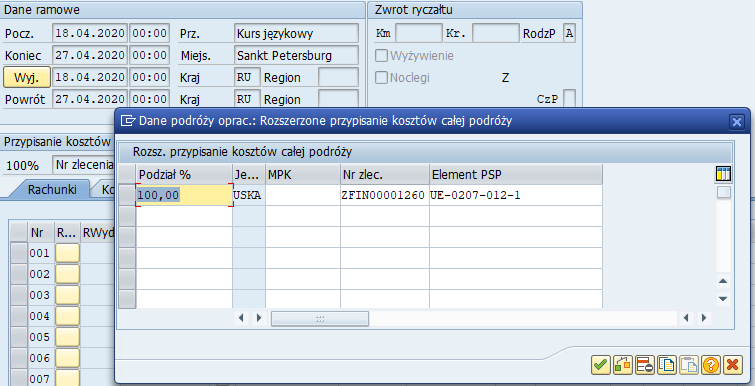 Dane ramowe
Zwrot ryczałtu
Pocz. 18.04.2020 00:00 Prz. Kurs językowy
Km Kr. RodzP A
Koniec 27.04.2020 00:00 Miejs. Sankt Petersburg
Wyżywienie
Wyj. 18.04.2020 00:00 Kraj RU Region
Noclegi Z
Powrót 27.04.2020 00:00 Kraj RU Region
CzP
Przypisanie kosztów
100% Nr zlecenia
Rachunki Ko
Nr R... RWyd
001
002
003
004
005
006
007
Dane podróży oprac.: Rozszerzone przypisanie kosztów całej podróży
Rozsz. przypisanie kosztów całej podróży
Podział % Je... MPK Nr zlec. Element PSP
100,00 USKA ZFIN00001260 UE-0207-012-1